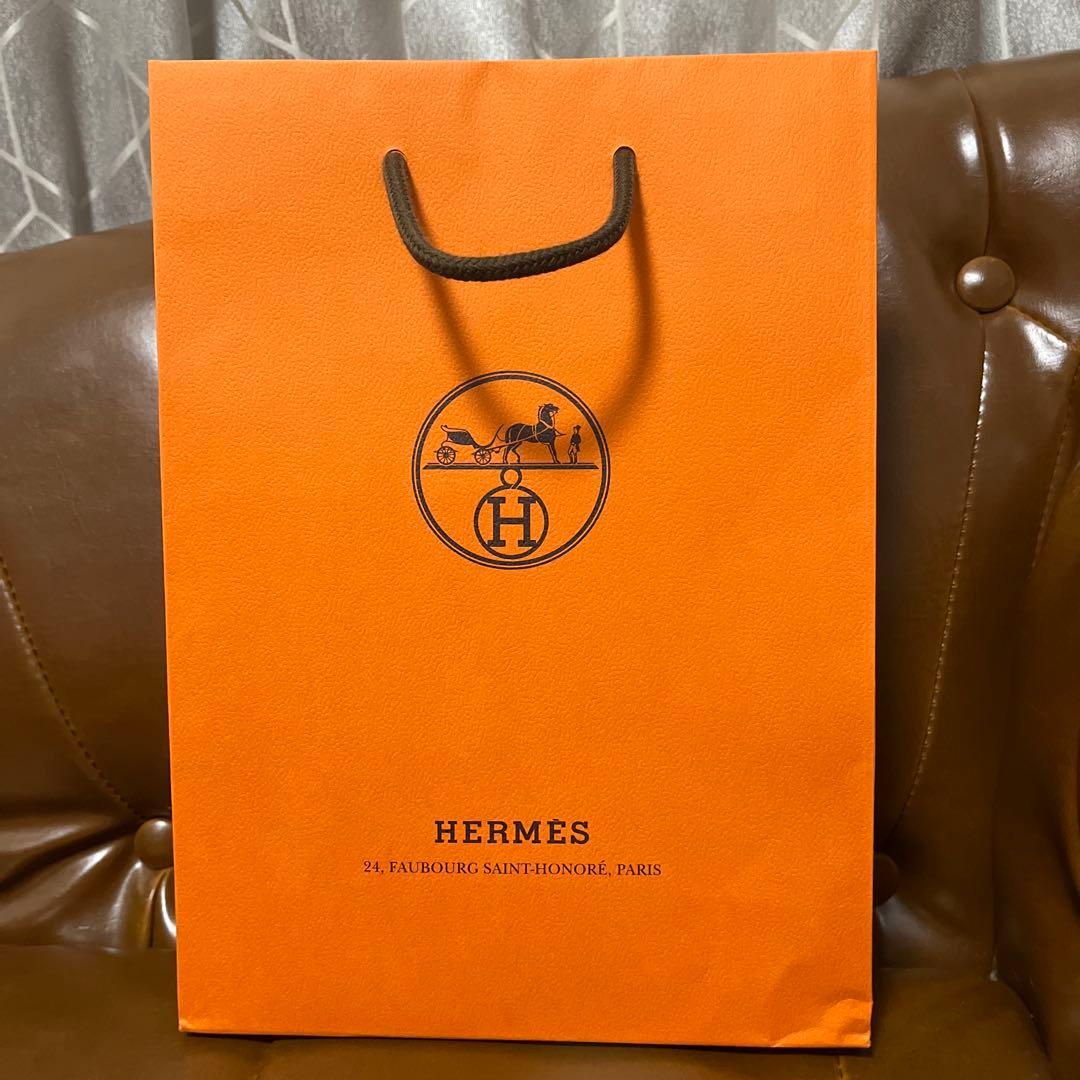 H
HERMÈS
24, FAUBOURG SAINT-HONORÉ, PARIS